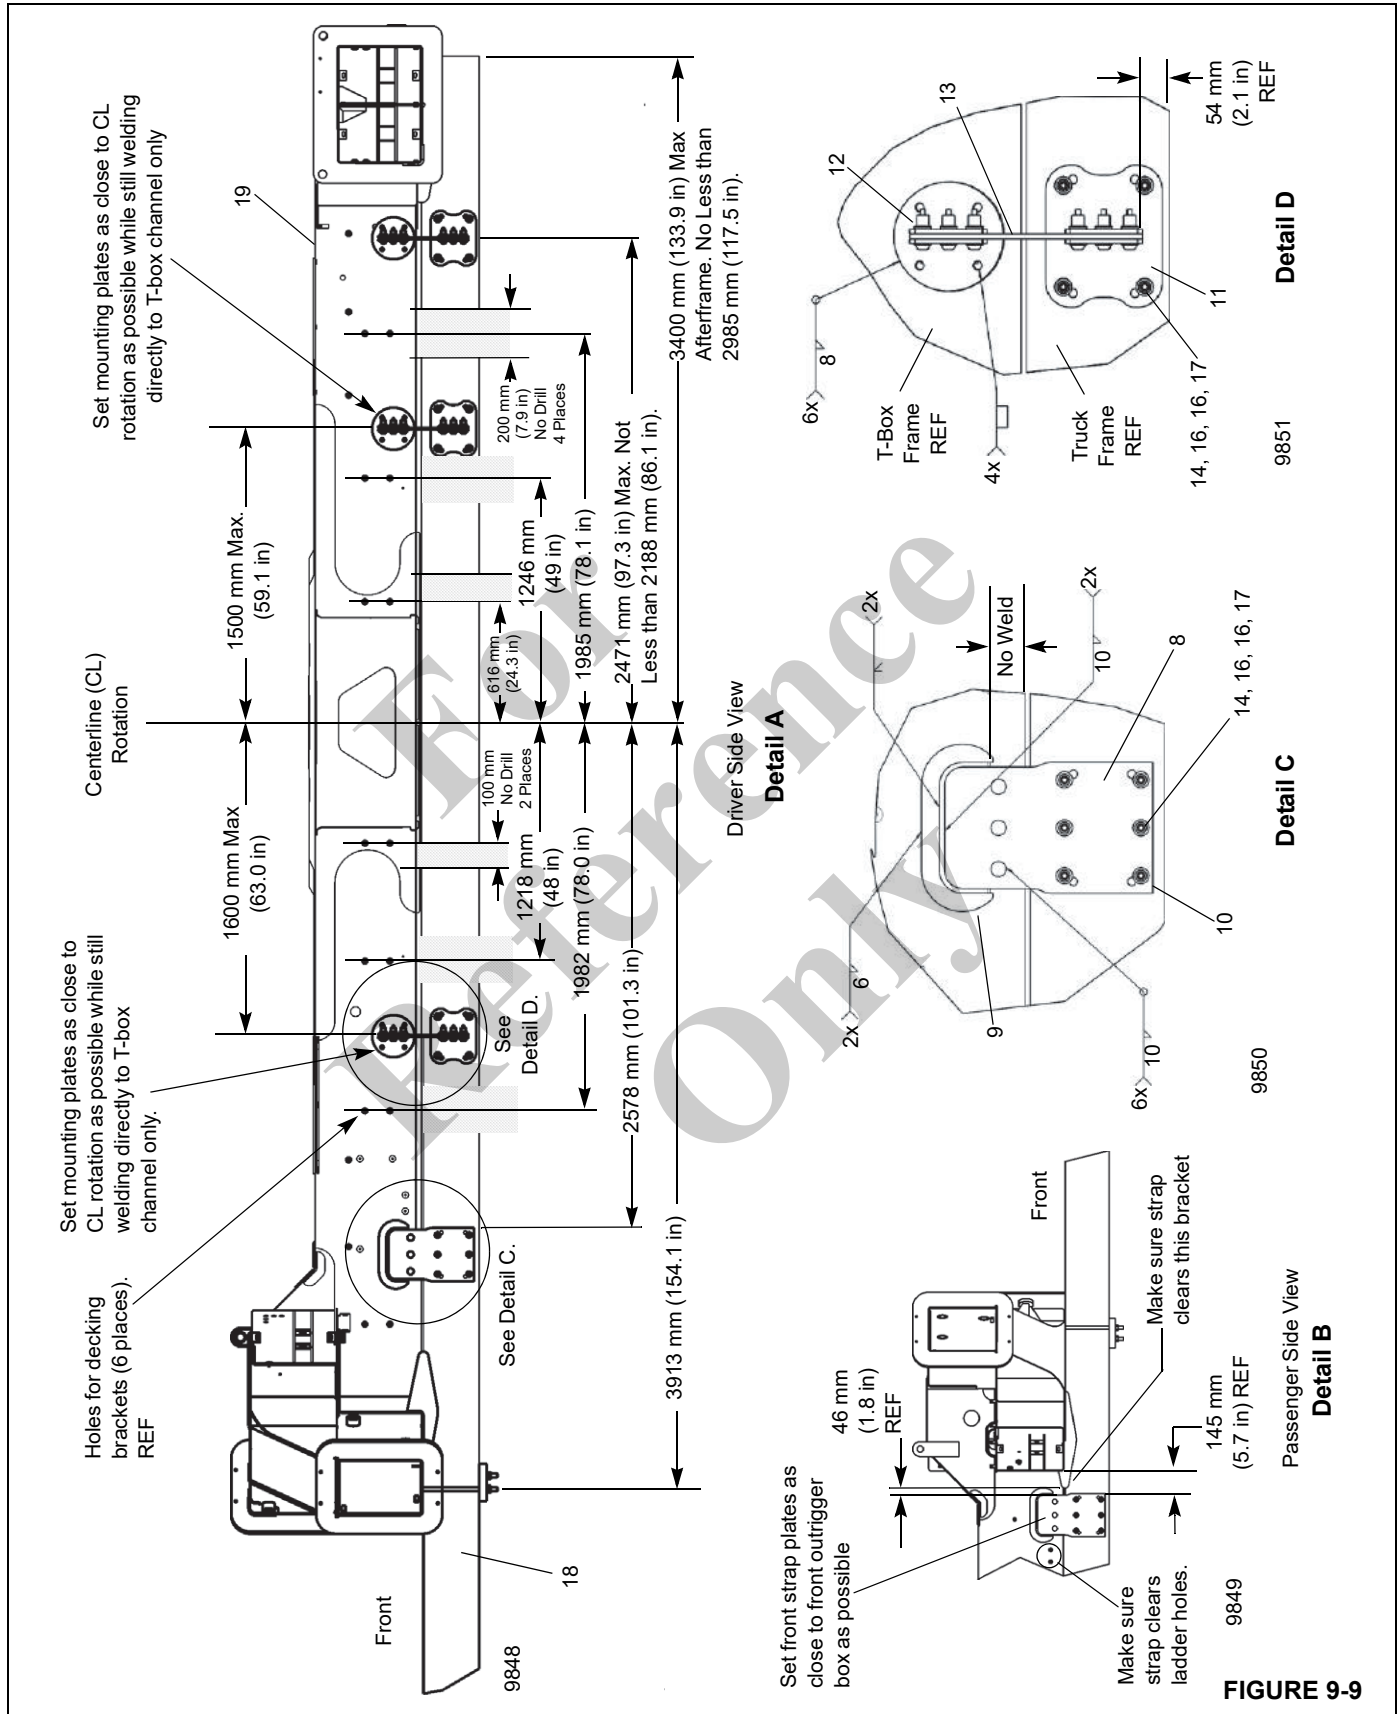 Centerline (CL)
Rotation
Set mounting plates as close to
CL rotation as possible while still
welding directly to T-box
channel only.
Holes for decking
brackets (6 places).
REF
1600 mm Max
(63.0 in)
1500 mm Max.
(59.1 in)
Set mounting plates as close to CL
rotation as possible while still welding
directly to T-box channel only
19
Front
18
9848
See Detail C.
See
Detail D.
100 mm
No Drill
2 Places
1218 mm
(48 in)
1982 mm (78.0 in)
2578 mm (101.3 in)
3913 mm (154.1 in)
616 mm
(24.3 in)
1246 mm
(49 in)
200 mm
(7.9 in)
No Drill
4 Places
1985 mm (78.1 in)
2471 mm (97.3 in) Max. Not
Less than 2188 mm (86.1 in).
3400 mm (133.9 in) Max
Afterframe. No Less than
2985 mm (117.5 in).
Driver Side View
Detail A
Set front strap plates as
close to front outrigger
box as possible
46 mm
(1.8 in)
REF
Front
Make sure
strap clears
ladder holes.
Make sure strap
clears this bracket
145 mm
(5.7 in) REF
9849
Passenger Side View
Detail B
2x
6
2x
No Weld
2x
10
9
6x
10
8
10
14, 16, 16, 17
9850
Detail C
6x
8
12
13
T-Box
Frame
REF
4x
Truck
Frame
REF
54 mm
(2.1 in)
REF
11
14, 16, 16, 17
9851
Detail D
For
Reference
Only
FIGURE 9-9